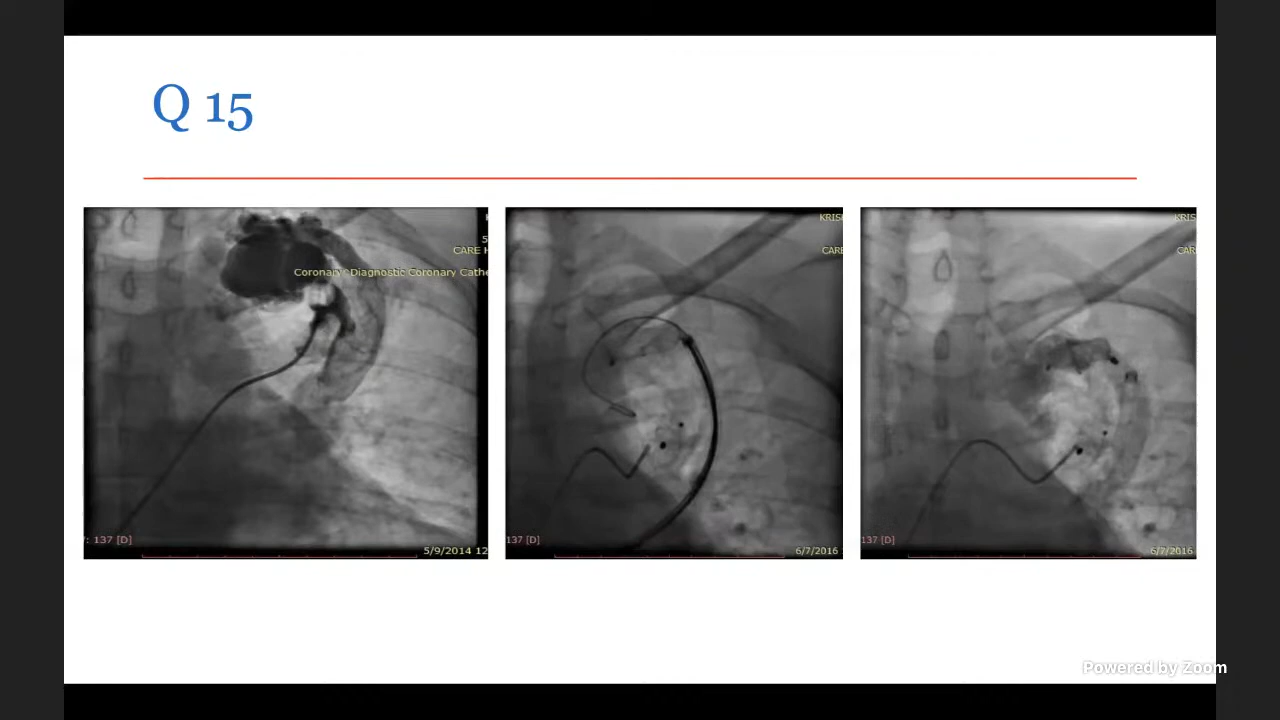 Q 15
KRIS
KRIS
5
CARE H
CARE
CAR
Coronary Diagnostic Coronary Cathe
: 137 [D]
5/9/2014 12
137 [D]
6/7/2016
137 [D]
6/7/2016
Powered by Zoom